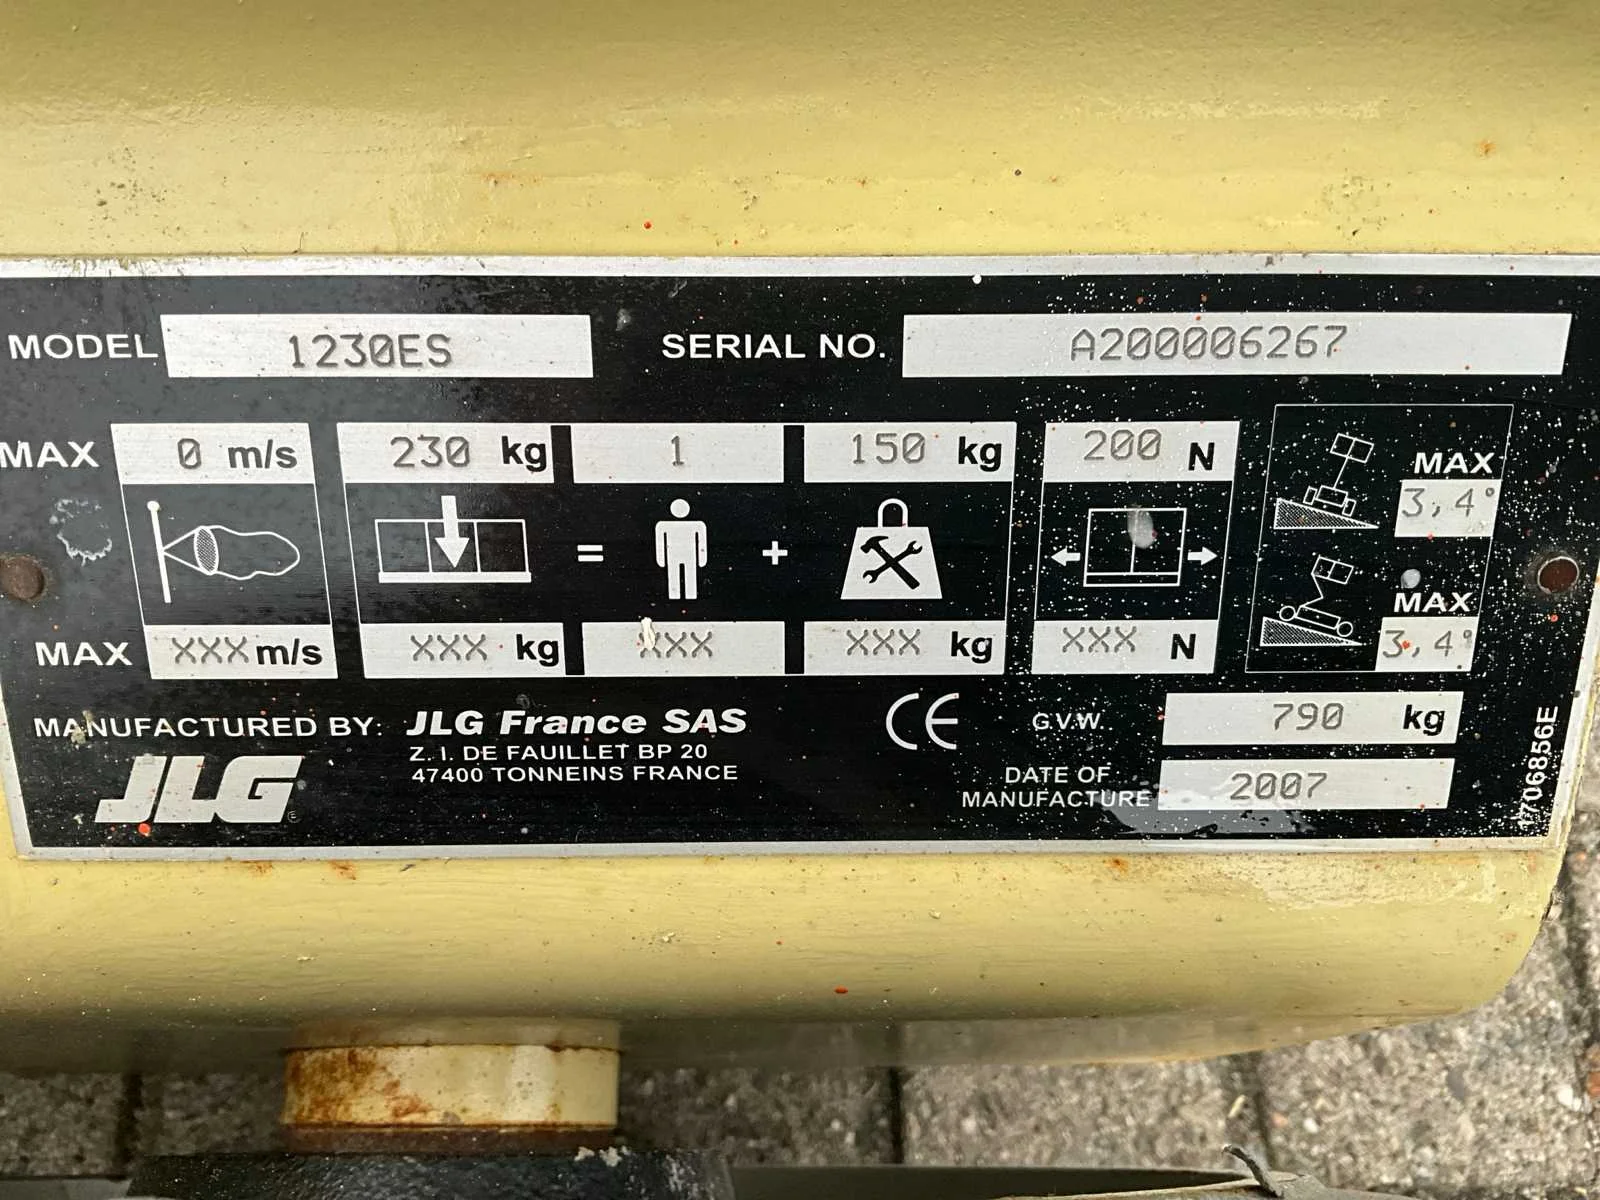 MODEL 1230ES SERIAL NO. A200006267
MAX 0 m/s 230 kg 1 150 kg 200 N
MAX
3,4°
= +
MAX
3,4°
MAX XXX m/s XXX kg XXX XXX kg XXX N
MANUFACTURED BY: JLG France SAS
Z. I. DE FAUILLET BP 20
47400 TONNEINS FRANCE
JLG
CE
G.V.W. 790 kg
DATE OF
MANUFACTURE 2007
1706856E